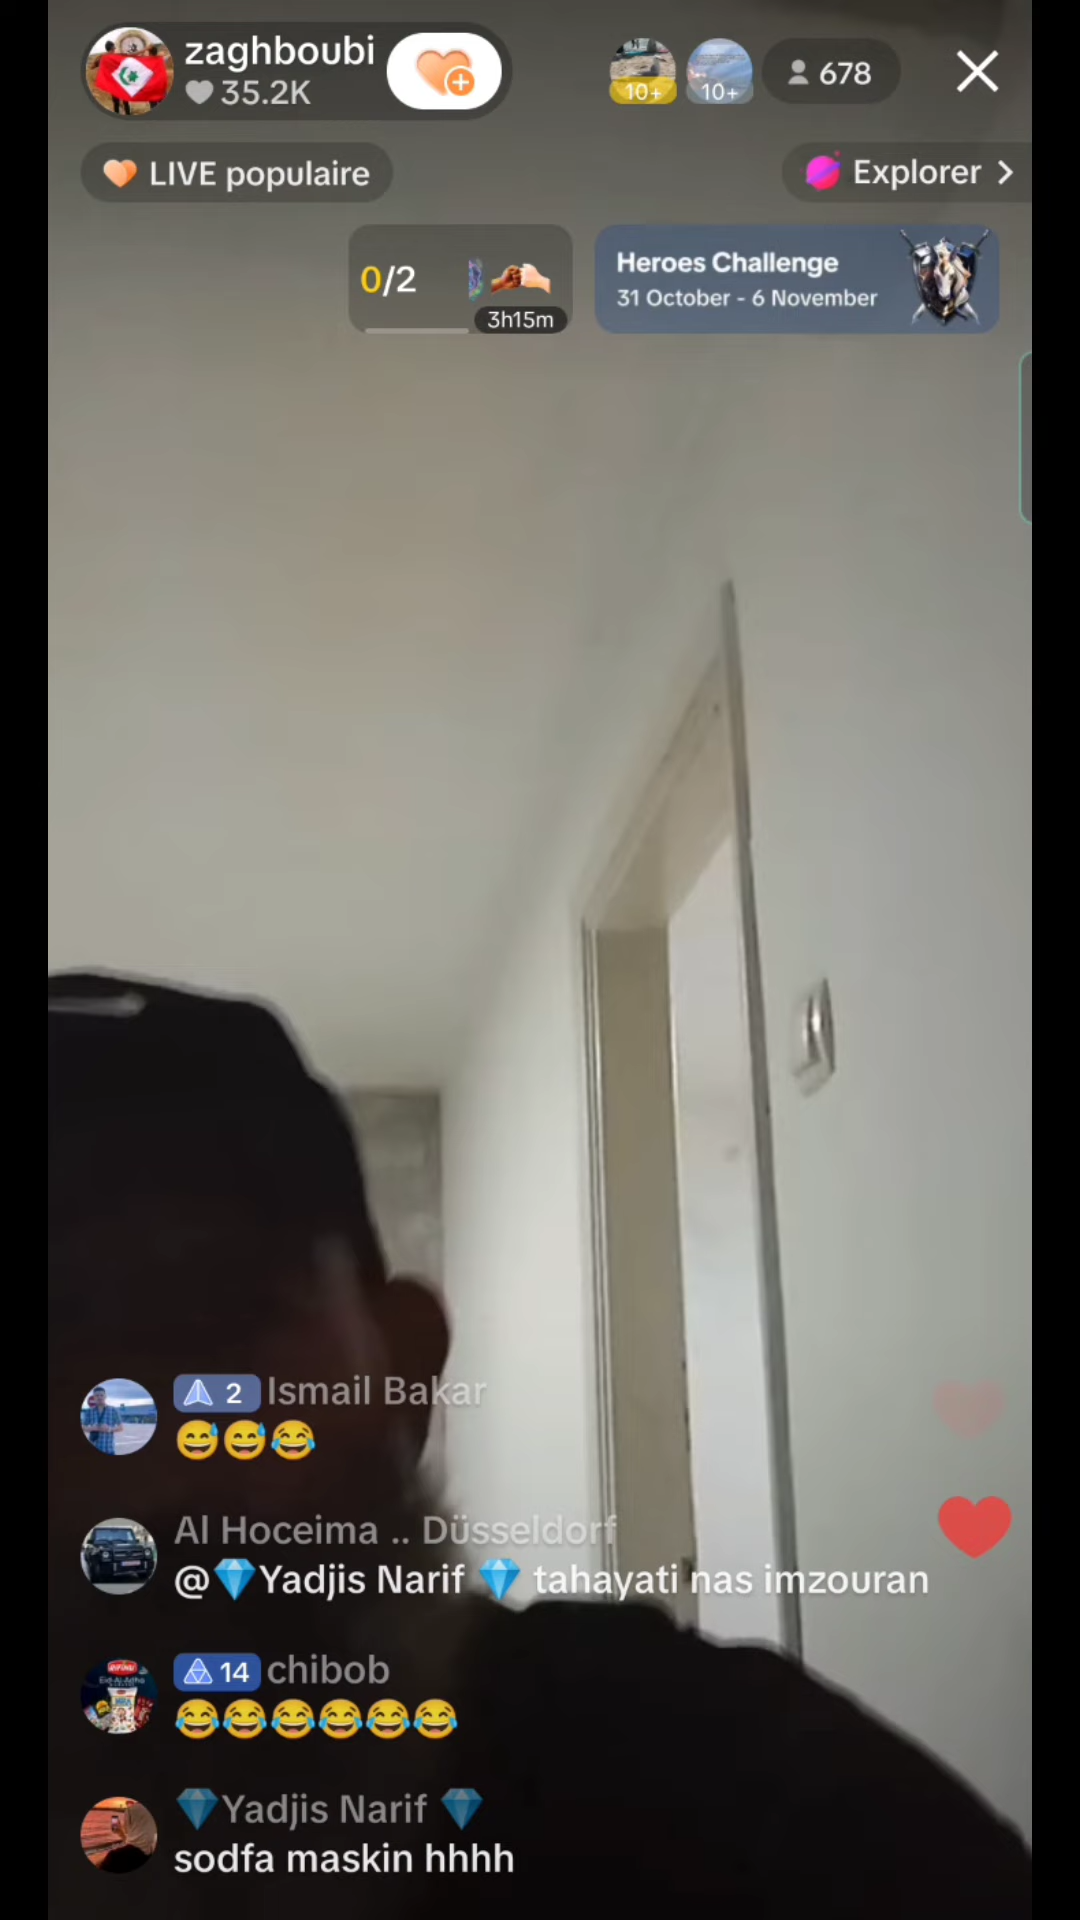 zaghboubi
35.2K
10+
10+
678
LIVE populaire
Explorer
0/2
3h15m
Heroes Challenge
31 October - 6 November
2 Ismail Bakar
😅😅😂
Al Hoceima .. Düsseldorf
@💎Yadjis Narif 💎 tahayati nas imzouran
14 chibob
😂😂😂😂😂😂
💎Yadjis Narif 💎
sodfa maskin hhhh